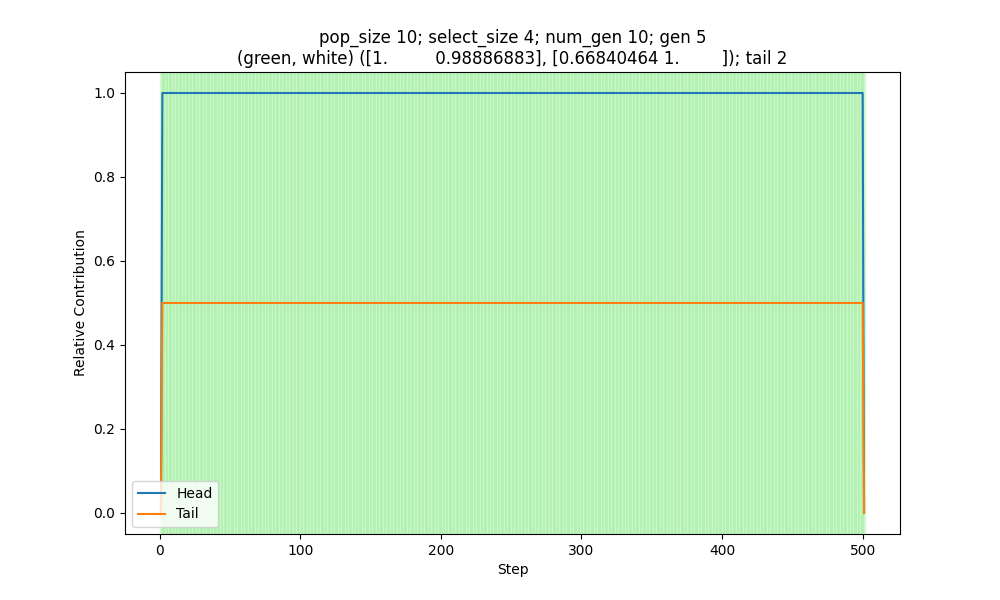 pop_size 10; select_size 4; num_gen 10; gen 5
(green, white) ([1.         0.98886883], [0.66840464 1.        ]); tail 2
Relative Contribution
1.0
0.8
0.6
0.4
0.2
0.0
Head
Tail
0
100
200
300
400
500
Step